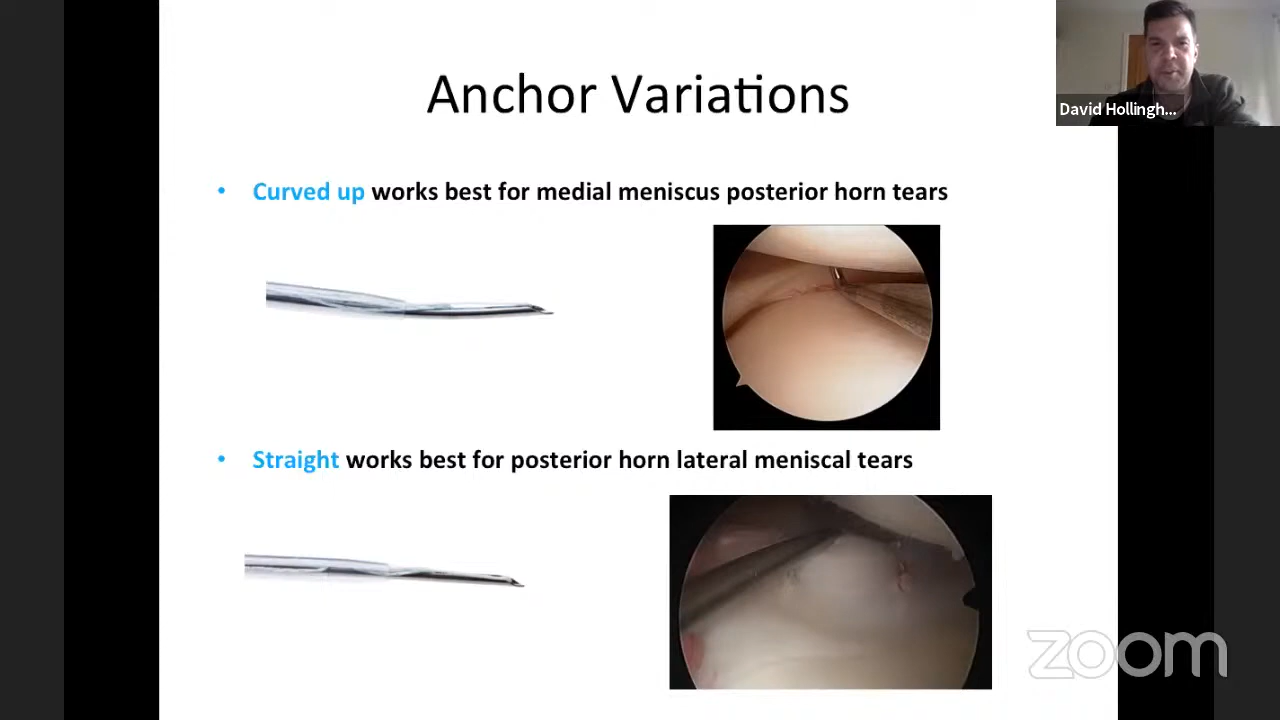 Anchor Variations
David Hollingh...
• Curved up works best for medial meniscus posterior horn tears
• Straight works best for posterior horn lateral meniscal tears
zoom